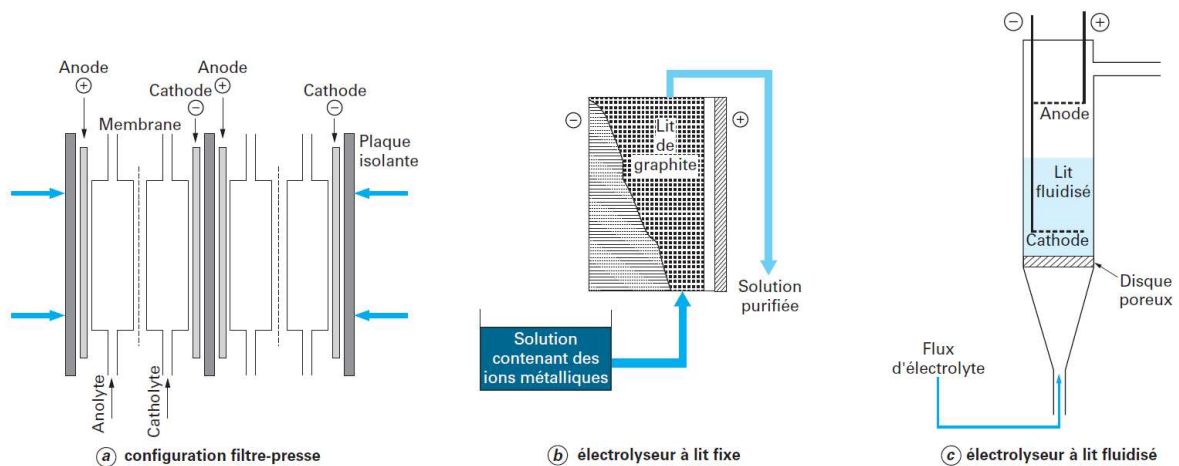 Anode
+
Anode
+
Cathode
−
Cathode
−
Membrane
Plaque
isolante
Anolyte
Catholyte
a configuration filtre-presse
−
+
Lit
de
graphite
Solution
purifiée
Solution
contenant des
ions métalliques
b électrolyseur à lit fixe
−
+
Anode
Lit
fluidisé
Cathode
Disque
poreux
Flux
d'électrolyte
c électrolyseur à lit fluidisé